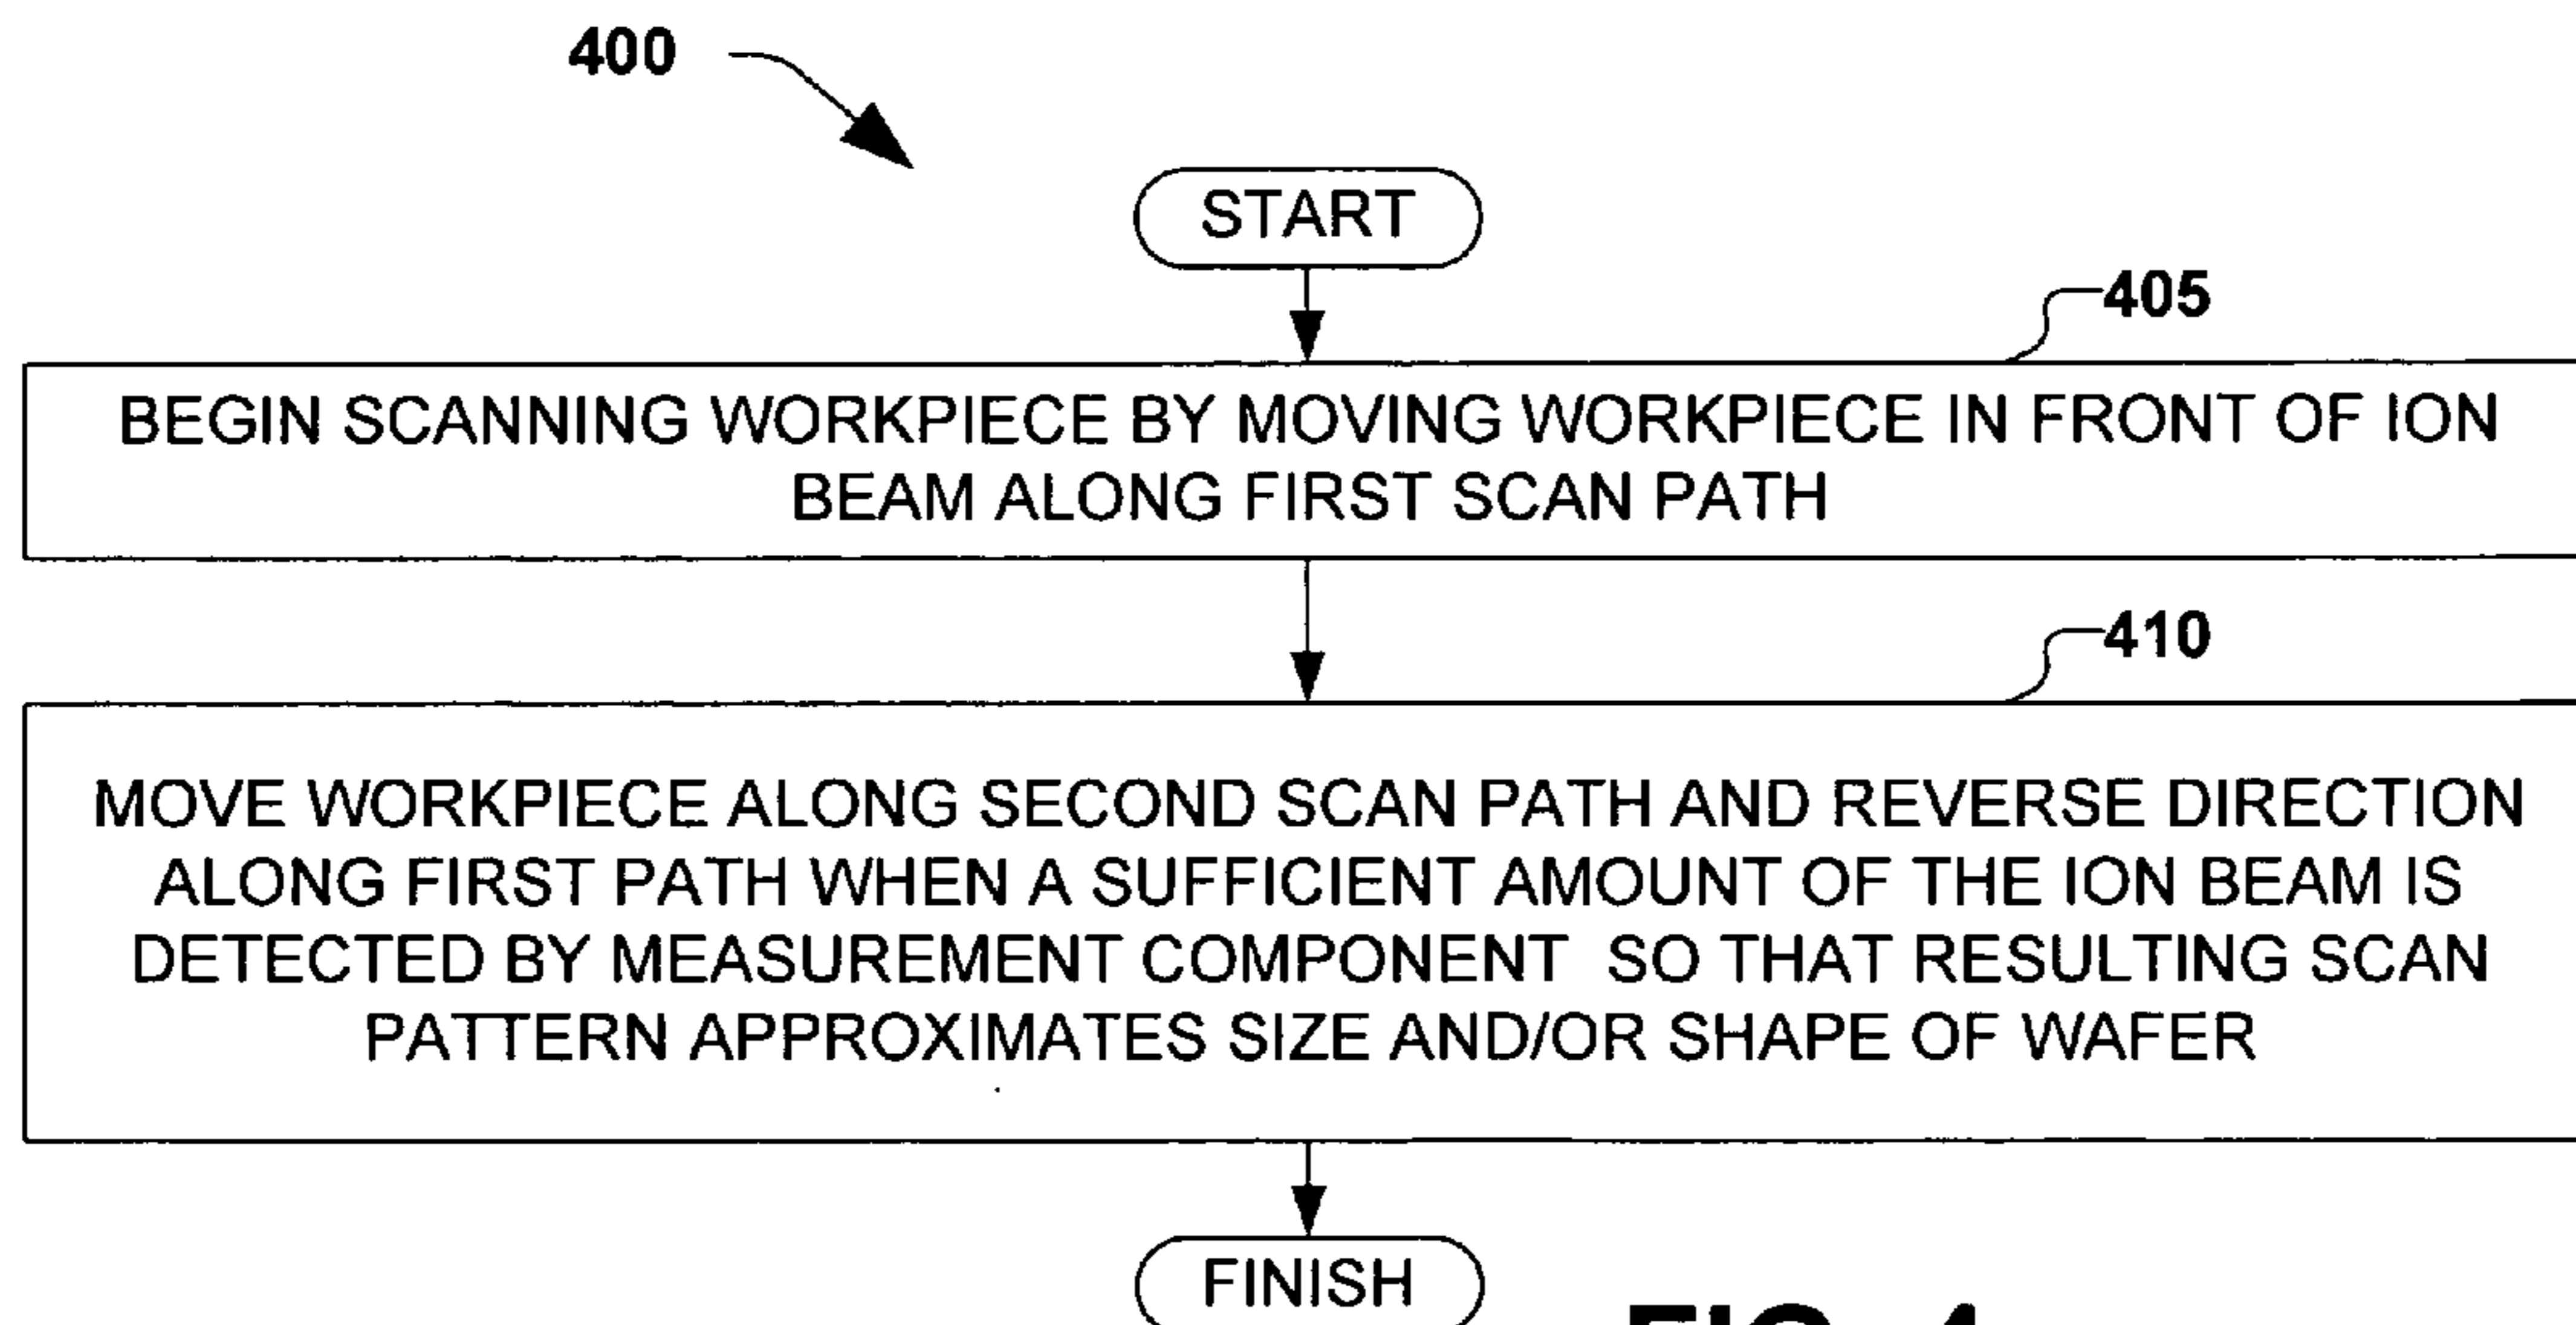 400
START
405
BEGIN SCANNING WORKPIECE BY MOVING WORKPIECE IN FRONT OF ION
BEAM ALONG FIRST SCAN PATH
410
MOVE WORKPIECE ALONG SECOND SCAN PATH AND REVERSE DIRECTION
ALONG FIRST PATH WHEN A SUFFICIENT AMOUNT OF THE ION BEAM IS
DETECTED BY MEASUREMENT COMPONENT SO THAT RESULTING SCAN
PATTERN APPROXIMATES SIZE AND/OR SHAPE OF WAFER
FINISH